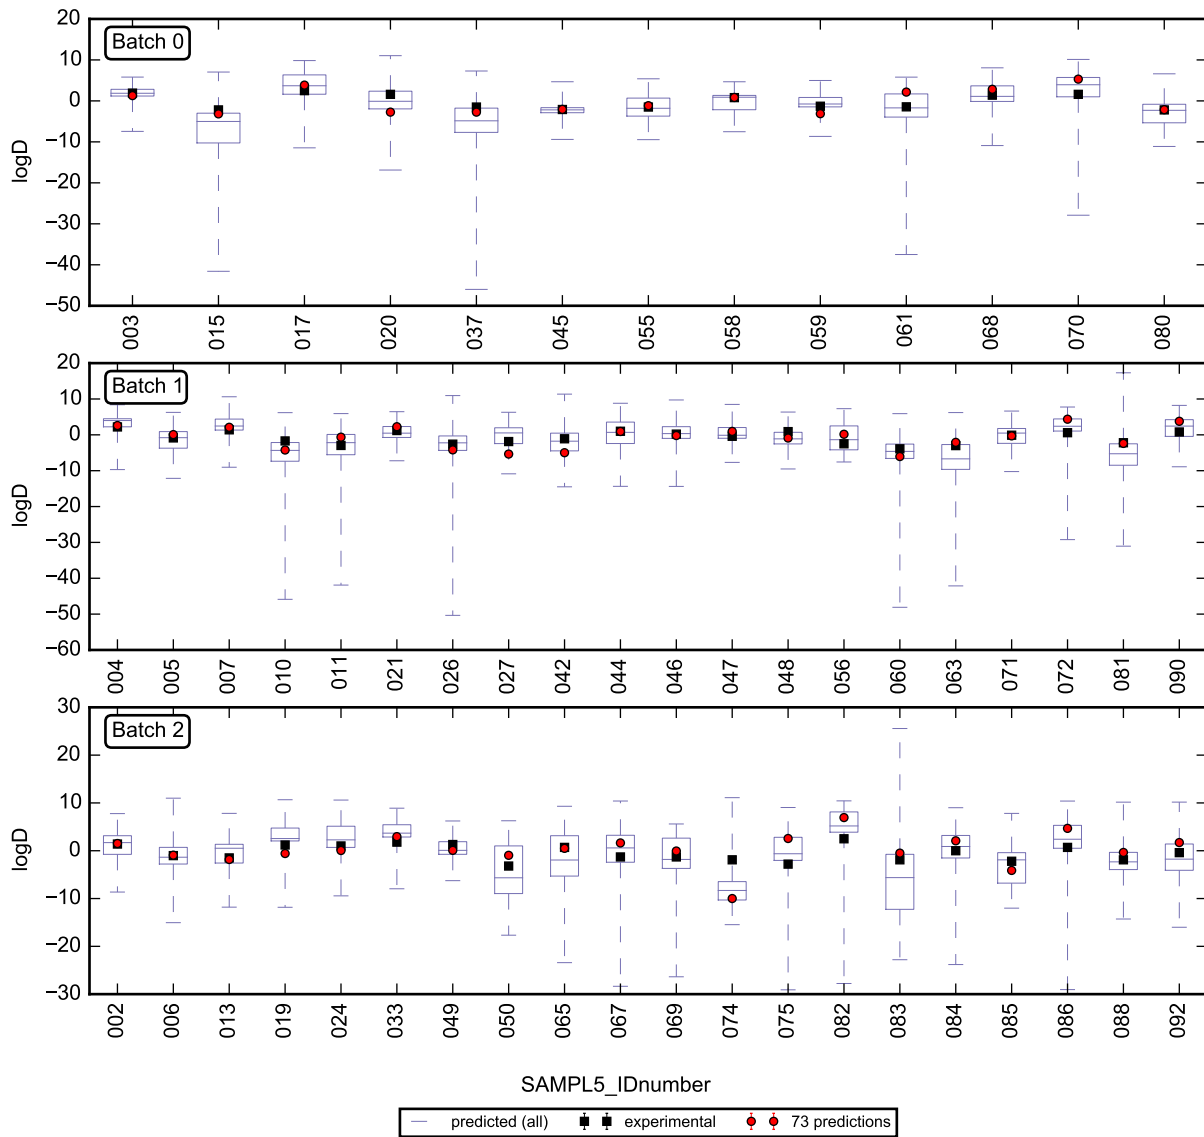 20
Batch 0
10
0
−10
−20
−30
−40
−50
logD
003 015 017 020 037 045 055 058 059 061 068 070 080
20
Batch 1
10
0
−10
−20
−30
−40
−50
−60
logD
004 005 007 010 011 021 026 027 042 044 046 047 048 056 060 063 071 072 081 090
30
Batch 2
20
10
0
−10
−20
−30
logD
002 006 013 019 024 033 049 050 065 067 069 074 075 082 083 084 085 086 088 092
SAMPL5_IDnumber
predicted (all) experimental 73 predictions